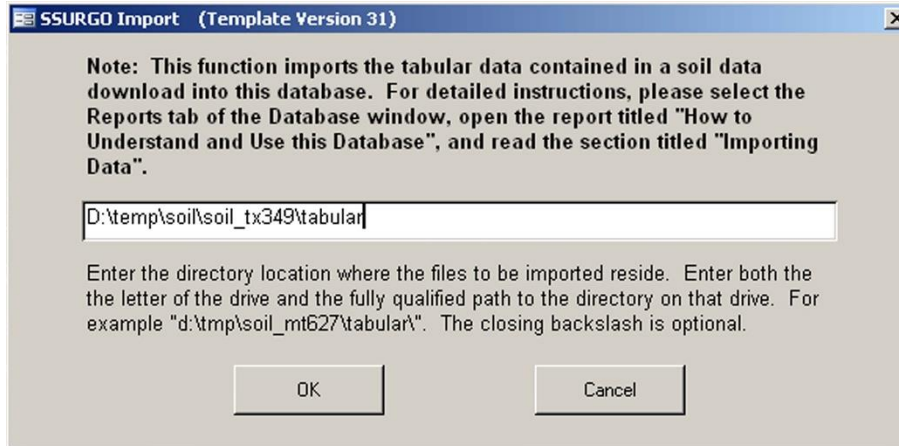 SSURGO Import (Template Version 31)
Note: This function imports the tabular data contained in a soil data
download into this database. For detailed instructions, please select the
Reports tab of the Database window, open the report titled "How to
Understand and Use this Database", and read the section titled "Importing
Data".
D:\temp\soil\soil_tx349\tabular
Enter the directory location where the files to be imported reside. Enter both the
the letter of the drive and the fully qualified path to the directory on that drive. For
example "d:\tmp\soil_mt627\tabular\". The closing backslash is optional.
OK
Cancel